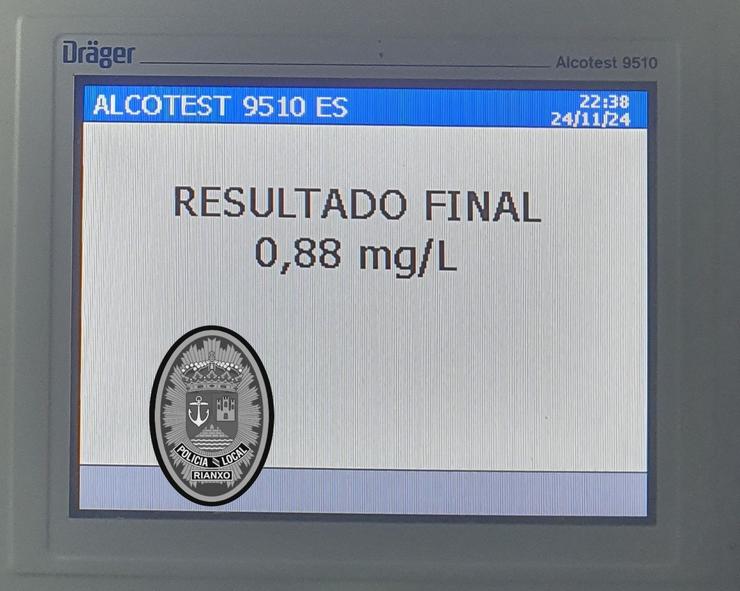 Dräger
Alcotest 9510
ALCOTEST 9510 ES
22:38
24/11/24
RESULTADO FINAL
0,88 mg/L
POLICIA LOCAL
RIANXO